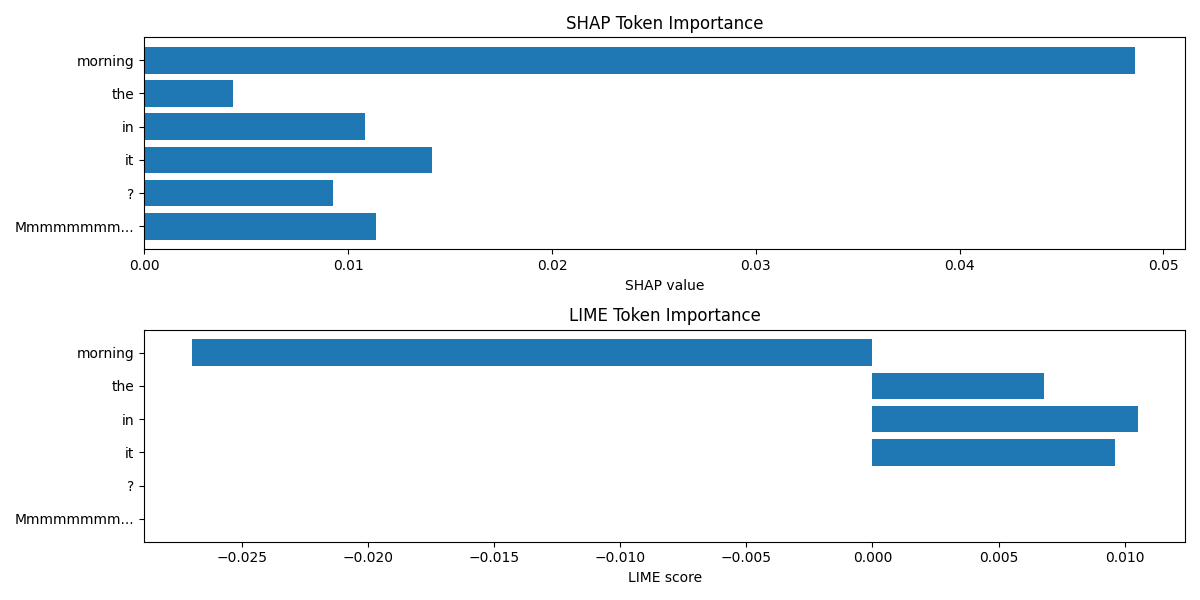 SHAP Token Importance
morning
the
in
it
?
Mmmmmmmm...
0.00 0.01 0.02 0.03 0.04 0.05
SHAP value
LIME Token Importance
morning
the
in
it
?
Mmmmmmmm...
−0.025 −0.020 −0.015 −0.010 −0.005 0.000 0.005 0.010
LIME score